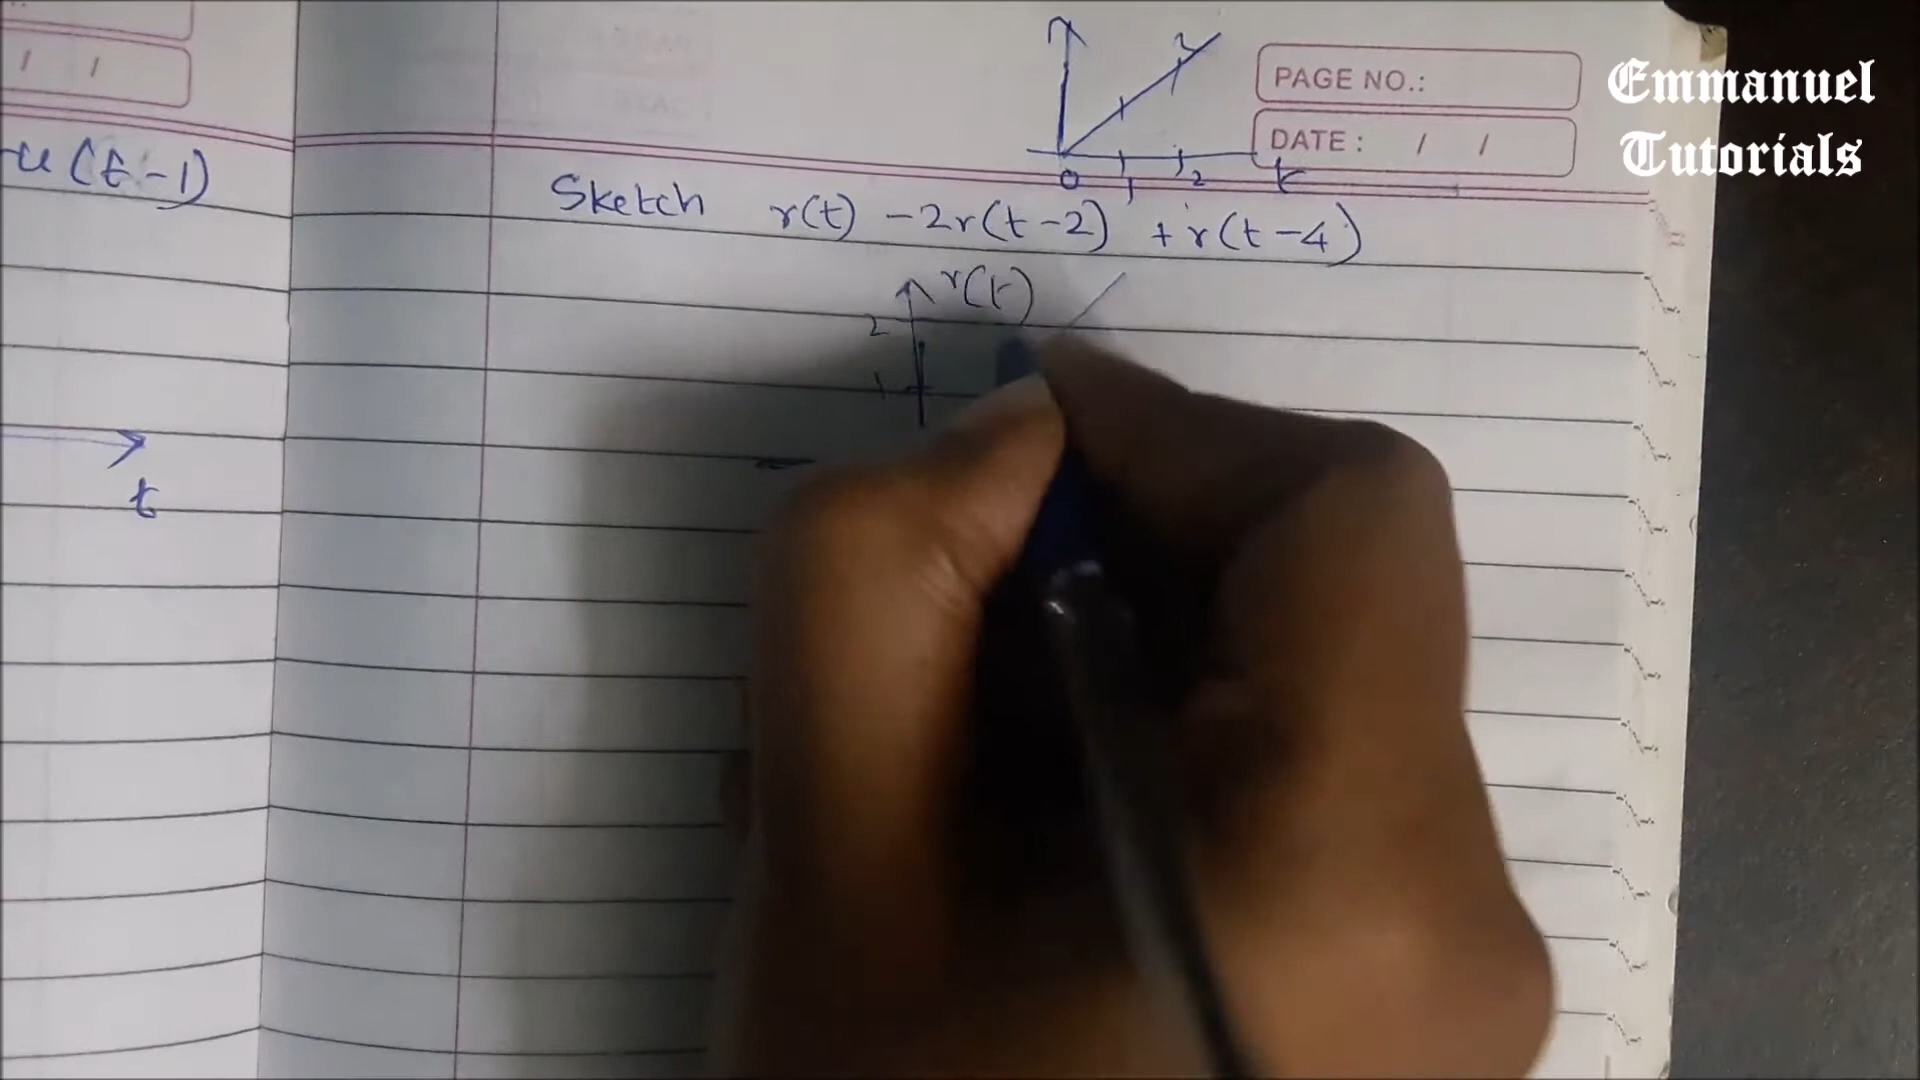 PAGE NO.:
Emmanuel
DATE: / /
Tutorials
/ /
0 1 2 t
u(t-1)
Sketch r(t) -2r(t-2) +r(t-4)
r(t)
2
1
t